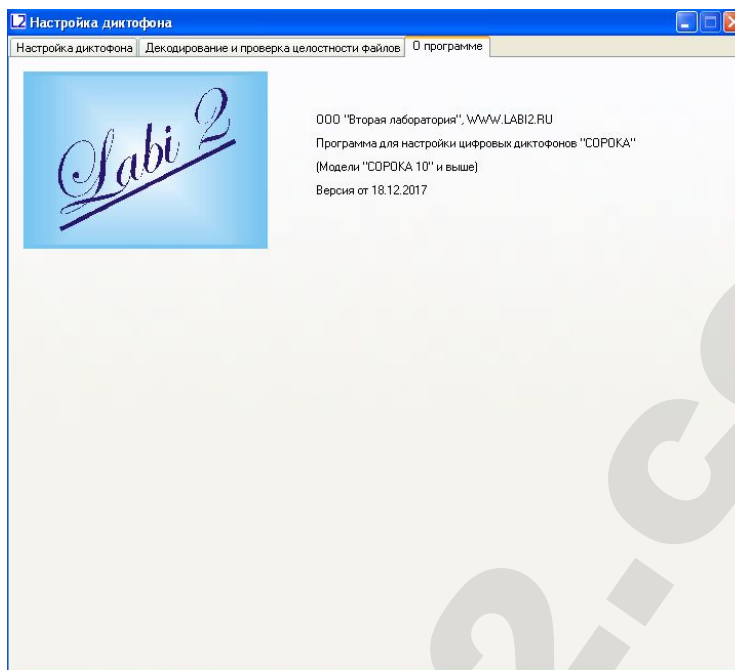 Настройка диктофона
Настройка диктофона Декодирование и проверка целостности файлов О программе
Labi 2
ООО "Вторая лаборатория", WWW.LABI2.RU
Программа для настройки цифровых диктофонов "СОРОКА"
(Модели "СОРОКА 10" и выше)
Версия от 18.12.2017